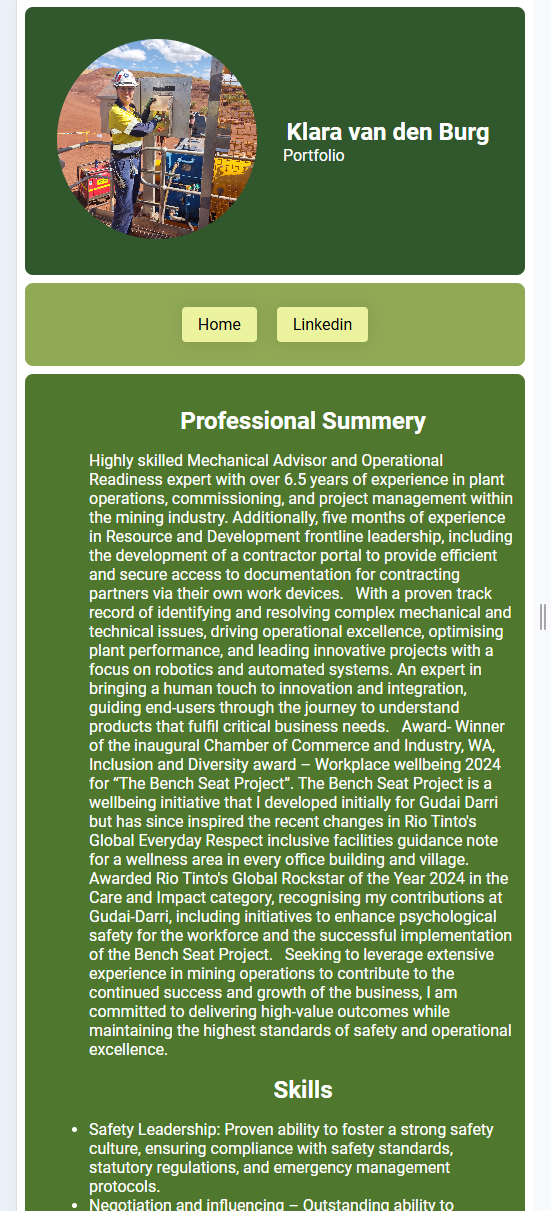 Klara van den Burg
Portfolio
Home
Linkedin
Professional Summery
Highly skilled Mechanical Advisor and Operational
Readiness expert with over 6.5 years of experience in plant
operations, commissioning, and project management within
the mining industry. Additionally, five months of experience
in Resource and Development frontline leadership, including
the development of a contractor portal to provide efficient
and secure access to documentation for contracting
partners via their own work devices.   With a proven track
record of identifying and resolving complex mechanical and
technical issues, driving operational excellence, optimising
plant performance, and leading innovative projects with a
focus on robotics and automated systems. An expert in
bringing a human touch to innovation and integration,
guiding end-users through the journey to understand
products that fulfil critical business needs.   Award- Winner
of the inaugural Chamber of Commerce and Industry, WA,
Inclusion and Diversity award – Workplace wellbeing 2024
for “The Bench Seat Project”. The Bench Seat Project is a
wellbeing initiative that I developed initially for Gudai Darri
but has since inspired the recent changes in Rio Tinto's
Global Everyday Respect inclusive facilities guidance note
for a wellness area in every office building and village.
Awarded Rio Tinto's Global Rockstar of the Year 2024 in the
Care and Impact category, recognising my contributions at
Gudai-Darri, including initiatives to enhance psychological
safety for the workforce and the successful implementation
of the Bench Seat Project.   Seeking to leverage extensive
experience in mining operations to contribute to the
continued success and growth of the business, I am
committed to delivering high-value outcomes while
maintaining the highest standards of safety and operational
excellence.
Skills
• Safety Leadership: Proven ability to foster a strong safety
culture, ensuring compliance with safety standards,
statutory regulations, and emergency management
protocols.
• Negotiation and influencing – Outstanding ability to